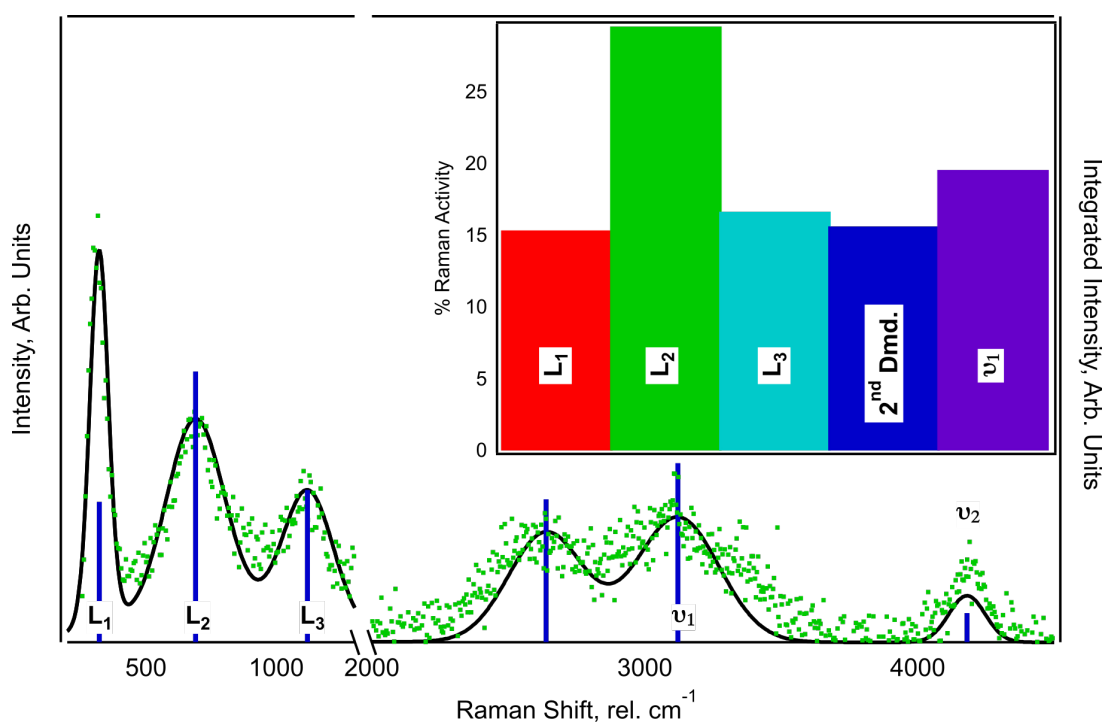 25
20
15
10
5
0
% Raman Activity
L₁
L₂
L₃
2ⁿᵈ Dmd.
υ₁
Intensity, Arb. Units
Integrated Intensity, Arb. Units
υ₂
L₁
L₂
L₃
υ₁
500
1000
2000
3000
4000
Raman Shift, rel. cm⁻¹